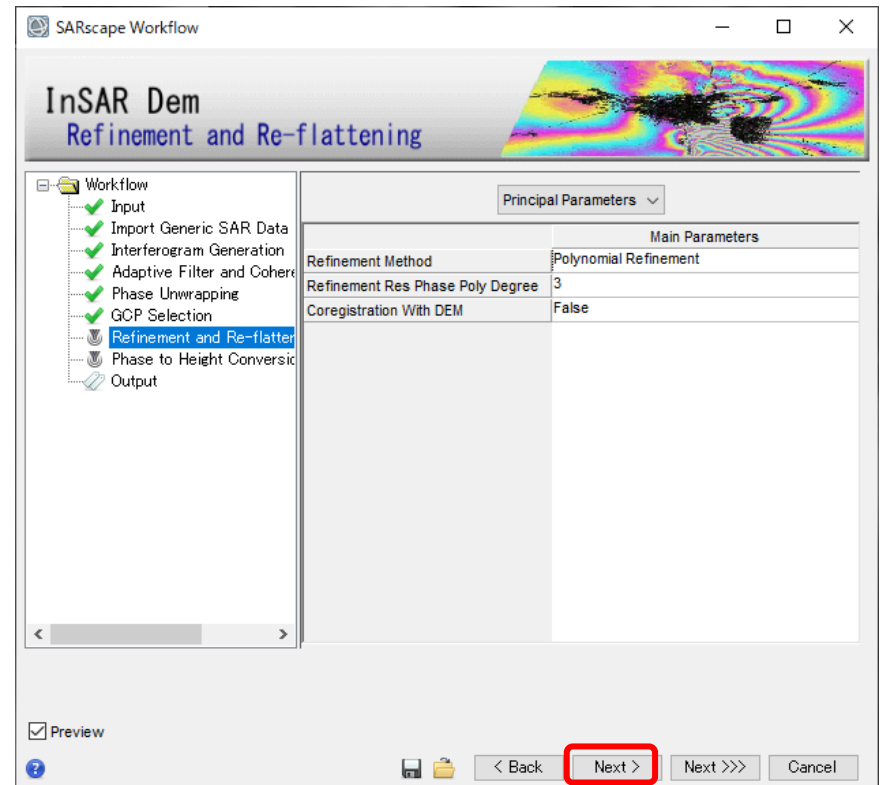 SARscape Workflow
InSAR Dem
Refinement and Re-flattening
Workflow
Input
Import Generic SAR Data
Interferogram Generation
Adaptive Filter and Cohere
Phase Unwrapping
GCP Selection
Refinement and Re-flatter
Phase to Height Conversic
Output
Principal Parameters
Main Parameters
Refinement Method Polynomial Refinement
Refinement Res Phase Poly Degree 3
Coregistration With DEM False
Preview
< Back Next > Next >>> Cancel